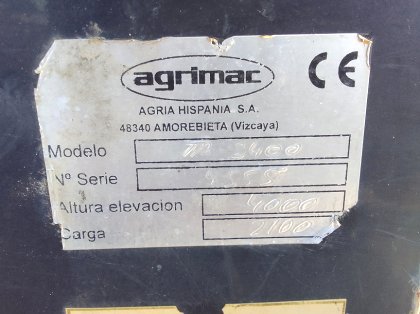 agrimac
CE
AGRIA HISPANIA S.A.
48340 AMOREBIETA (Vizcaya)
Modelo
Nº Serie
Altura elevacion 4000
Carga 2100